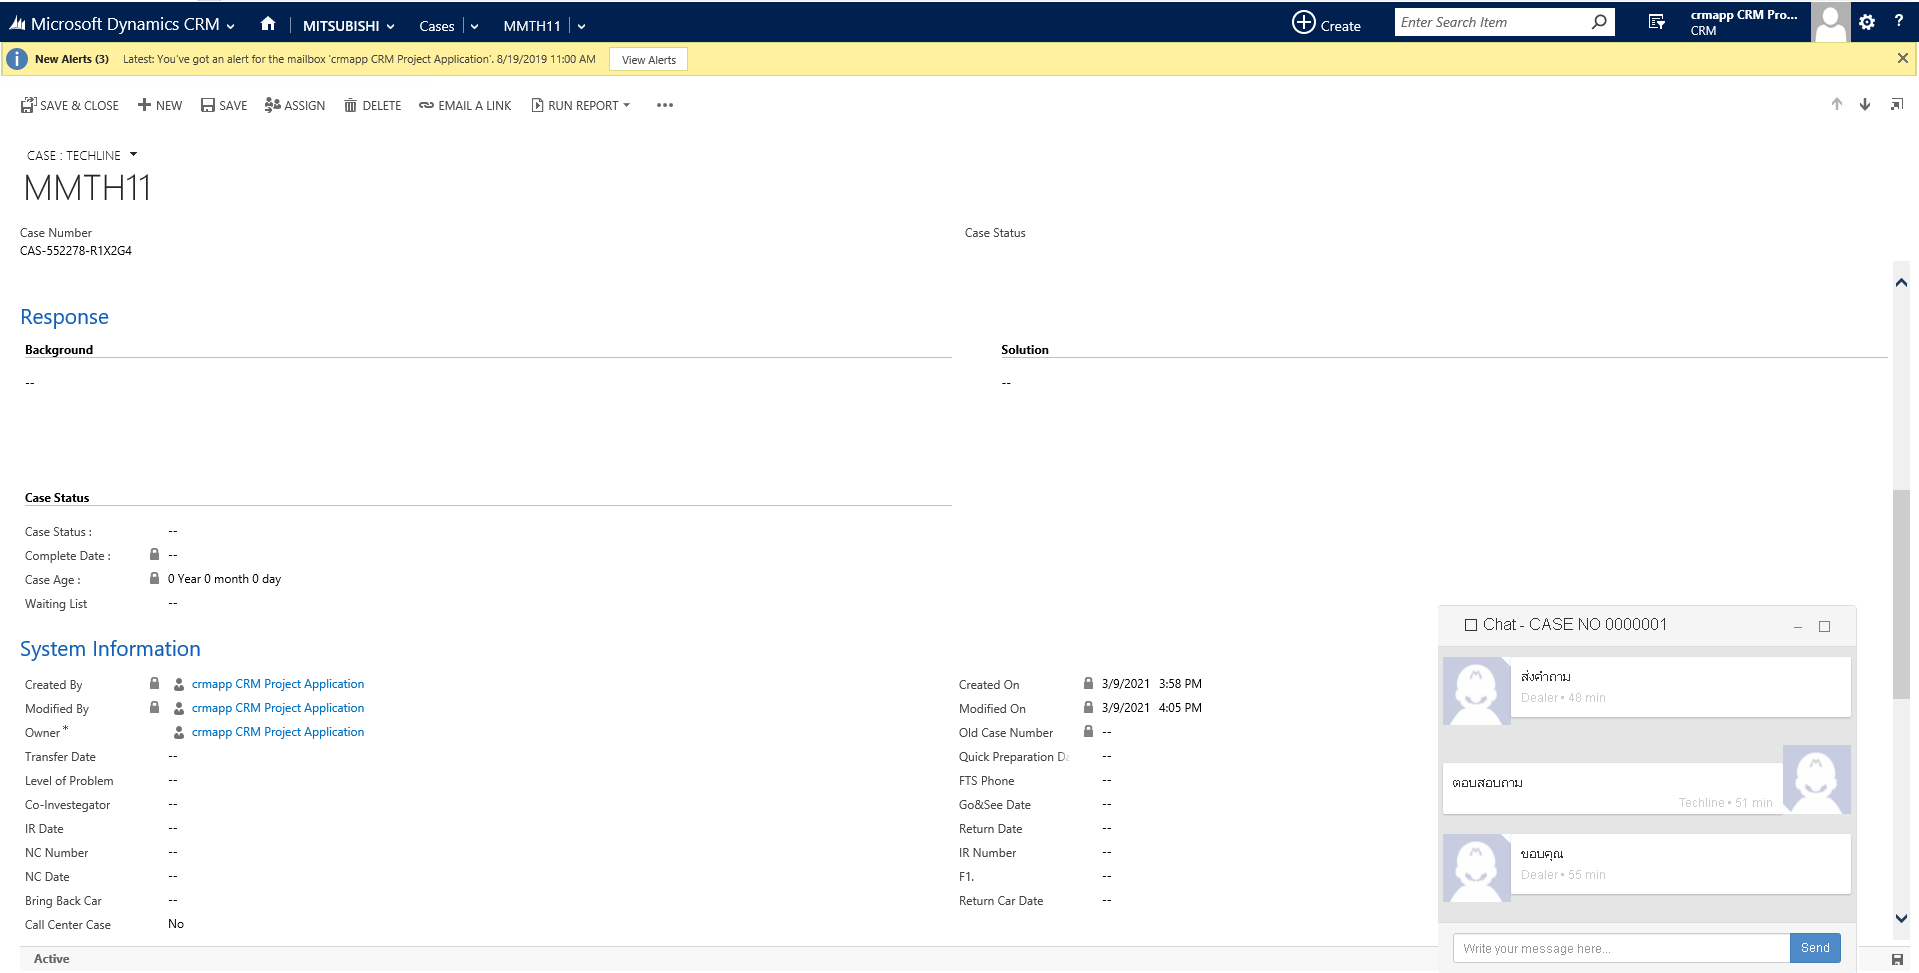 Microsoft Dynamics CRM MITSUBISHI Cases MMTH11 Create Enter Search Item crmapp CRM Pro... ?
CRM
New Alerts (3) Latest: You've got an alert for the mailbox 'crmapp CRM Project Application'. 8/19/2019 11:00 AM View Alerts
SAVE & CLOSE NEW SAVE ASSIGN DELETE EMAIL A LINK RUN REPORT
CASE : TECHLINE
MMTH11
Case Number Case Status
CAS-552278-R1X2G4
Response
Background Solution
-- --
Case Status
Case Status : --
Complete Date : --
Case Age : 0 Year 0 month 0 day
Waiting List --
System Information
Created By crmapp CRM Project Application Created On 3/9/2021 3:58 PM
Modified By crmapp CRM Project Application Modified On 3/9/2021 4:05 PM
Owner * crmapp CRM Project Application Old Case Number --
Transfer Date -- Quick Preparation Da --
Level of Problem -- FTS Phone --
Co-Investegator -- Go&See Date --
IR Date -- Return Date --
NC Number -- IR Number --
NC Date -- F1. --
Bring Back Car -- Return Car Date --
Call Center Case No
Active
Chat - CASE NO 0000001
ส่งคำถาม
Dealer • 48 min
ตอบสอบถาม
Techline • 51 min
ขอบคุณ
Dealer • 55 min
Write your message here... Send